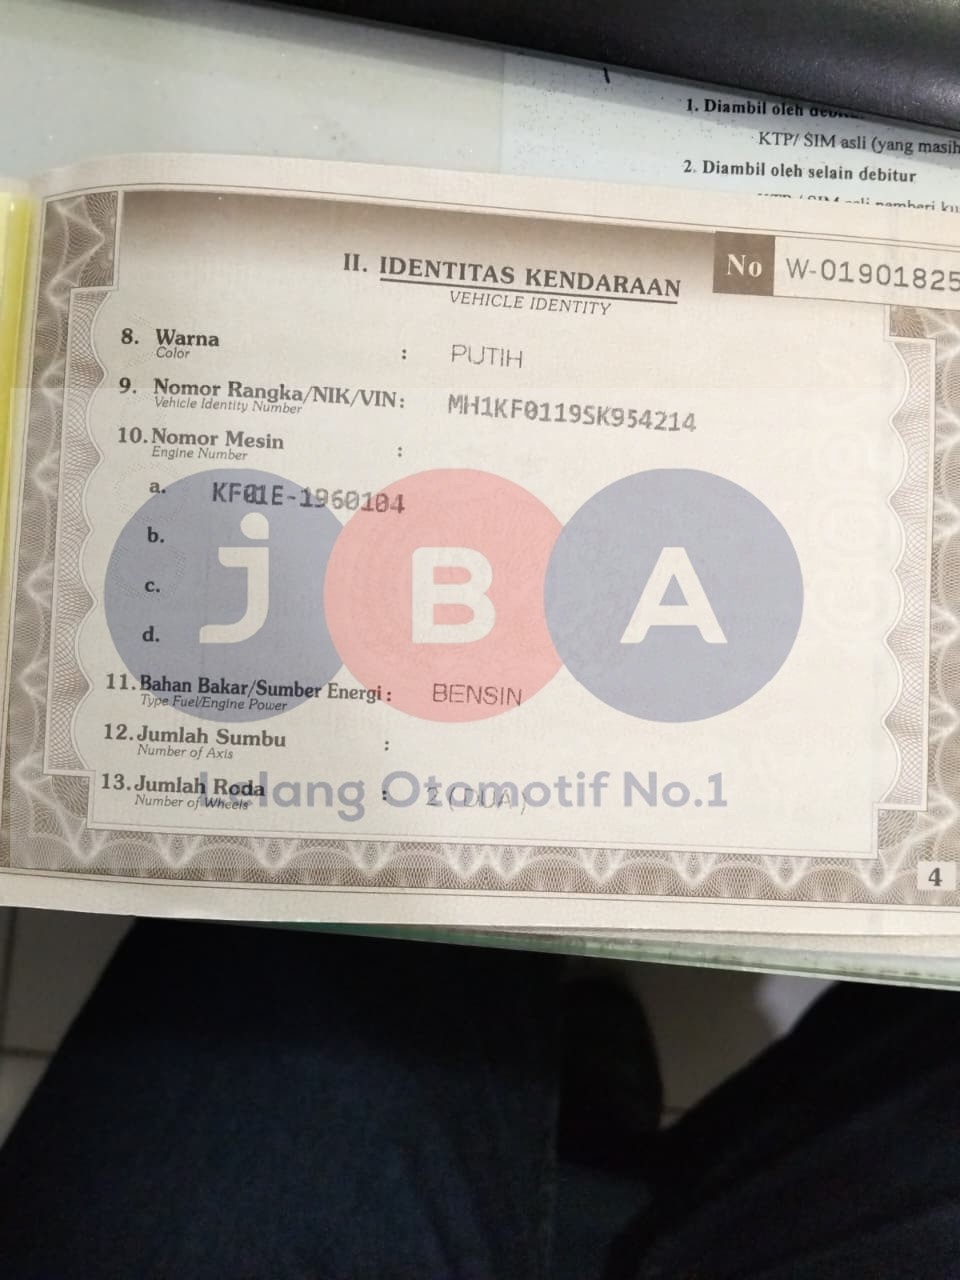 1. Diambil oleh
KTP/ SIM asli (yang masih
2. Diambil oleh selain debitur
No W-01901825
II. IDENTITAS KENDARAAN
VEHICLE IDENTITY
8. Warna : PUTIH
Color
9. Nomor Rangka/NIK/VIN: MH1KF0119SK954214
Vehicle Identity Number
10. Nomor Mesin :
Engine Number
a. KF01E-1960104
b.
c.
d.
j B A
11. Bahan Bakar/Sumber Energi : BENSIN
Type Fuel/Engine Power
12. Jumlah Sumbu :
Number of Axis
13. Jumlah Roda : 2 (DUA)
Number of Wheels
Lelang Otomotif No.1
4